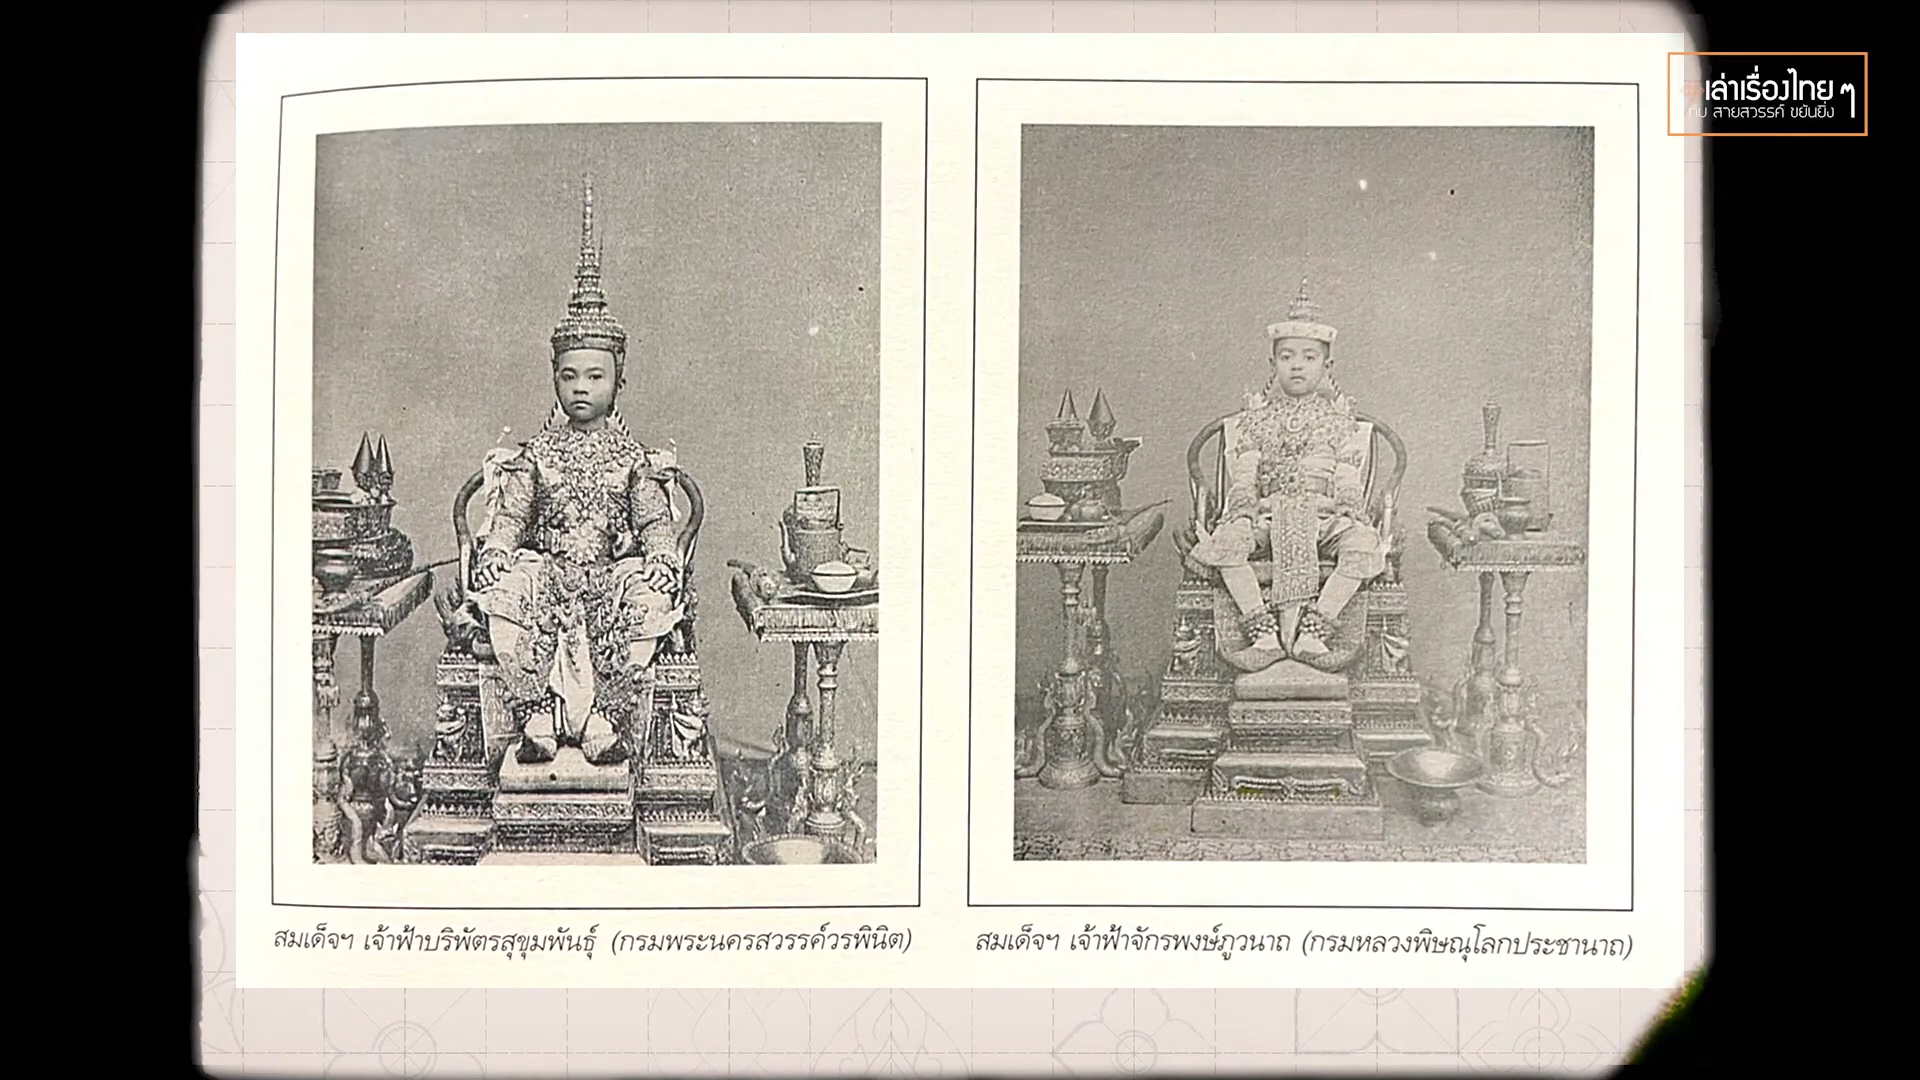 เล่าเรื่องไทย ๆ
กับ สายสวรรค์ ขยันยิ่ง
สมเด็จฯ เจ้าฟ้าบริพัตรสุขุมพันธุ์ (กรมพระนครสวรรค์วรพินิต)
สมเด็จฯ เจ้าฟ้าจักรพงษ์ภูวนาถ (กรมหลวงพิษณุโลกประชานาถ)